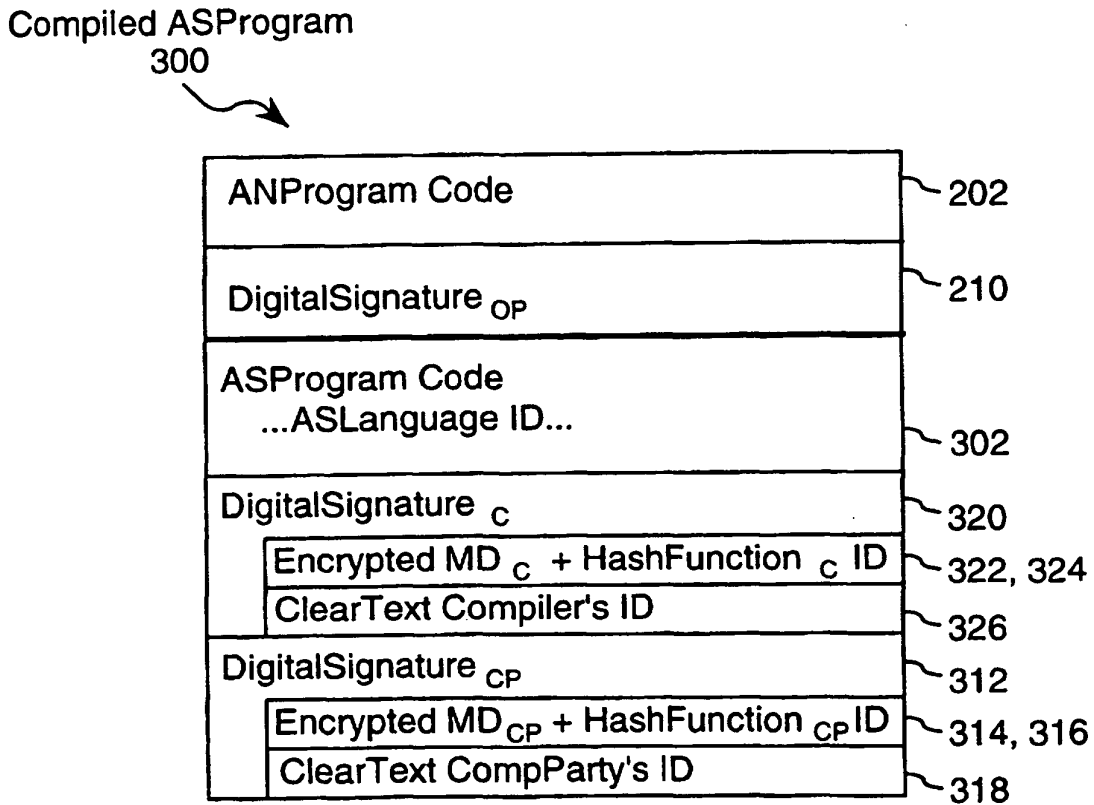 Compiled ASProgram
300
ANProgram Code
202
DigitalSignature OP
210
ASProgram Code
...ASLanguage ID...
302
DigitalSignature C
320
Encrypted MD C + HashFunction C ID
322, 324
ClearText Compiler's ID
326
DigitalSignature CP
312
Encrypted MD CP + HashFunction CP ID
314, 316
ClearText CompParty's ID
318